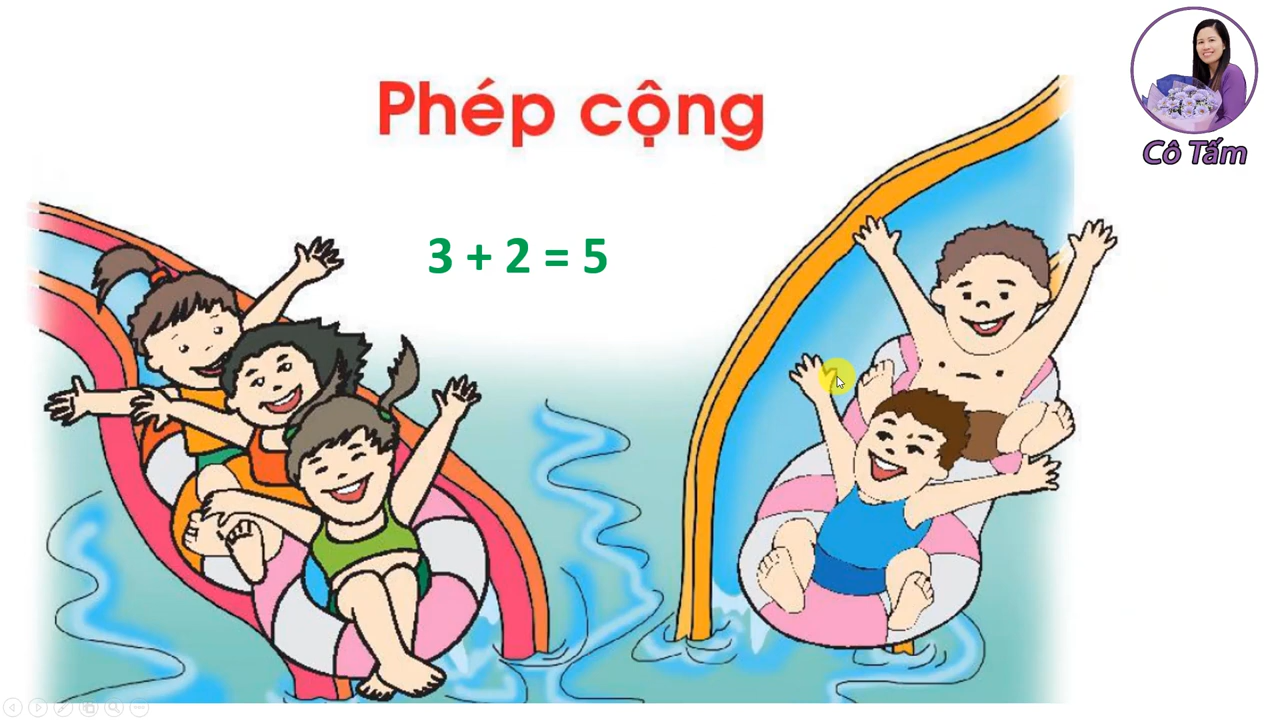 Phép cộng
3 + 2 = 5
Cô Tấm